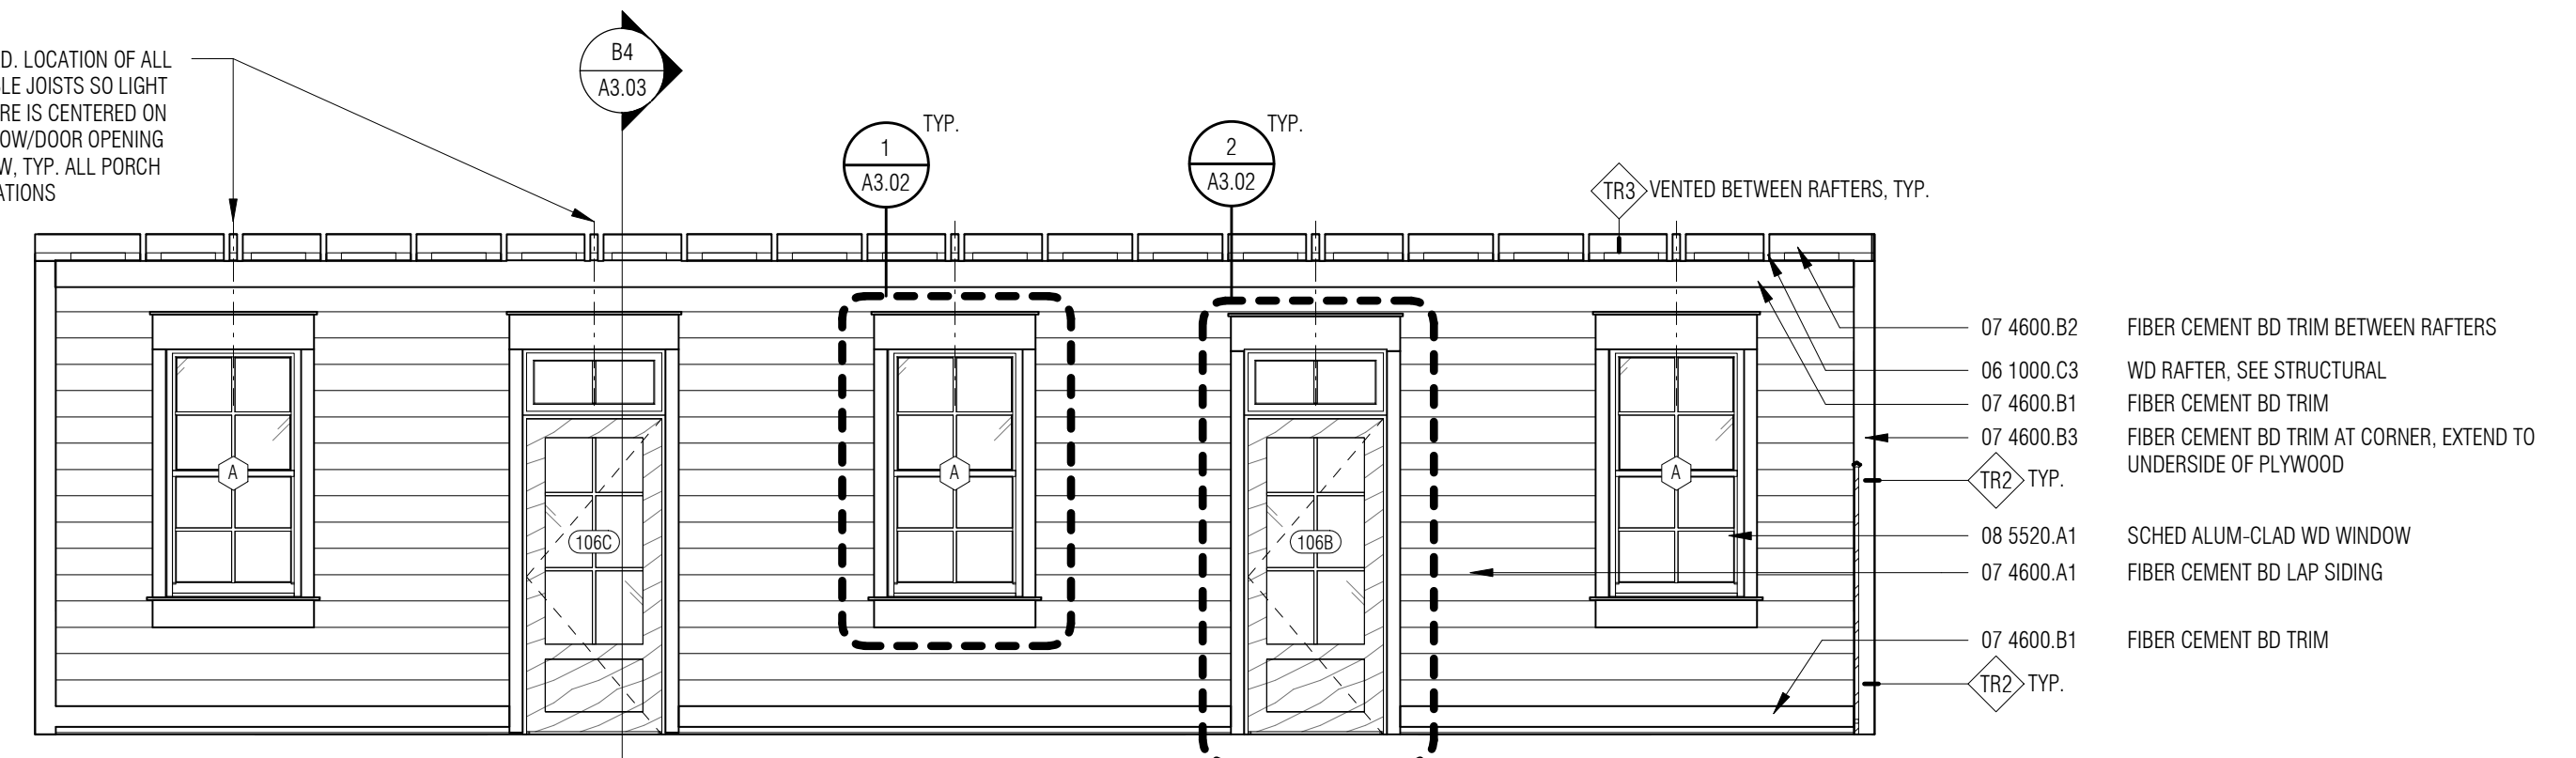 D. LOCATION OF ALL
LE JOISTS SO LIGHT
RE IS CENTERED ON
OW/DOOR OPENING
W, TYP. ALL PORCH
ATIONS
B4
A3.03
1
A3.02
TYP.
2
A3.02
TYP.
TR3 VENTED BETWEEN RAFTERS, TYP.
07 4600.B2 FIBER CEMENT BD TRIM BETWEEN RAFTERS
06 1000.C3 WD RAFTER, SEE STRUCTURAL
07 4600.B1 FIBER CEMENT BD TRIM
07 4600.B3 FIBER CEMENT BD TRIM AT CORNER, EXTEND TO
UNDERSIDE OF PLYWOOD
TR2 TYP.
A
A
A
106C
106B
08 5520.A1 SCHED ALUM-CLAD WD WINDOW
07 4600.A1 FIBER CEMENT BD LAP SIDING
07 4600.B1 FIBER CEMENT BD TRIM
TR2 TYP.